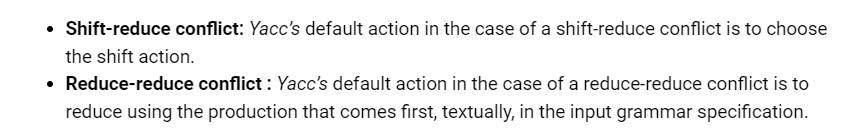 • Shift-reduce conflict: Yacc's default action in the case of a shift-reduce conflict is to choose
the shift action.
• Reduce-reduce conflict : Yacc's default action in the case of a reduce-reduce conflict is to
reduce using the production that comes first, textually, in the input grammar specification.